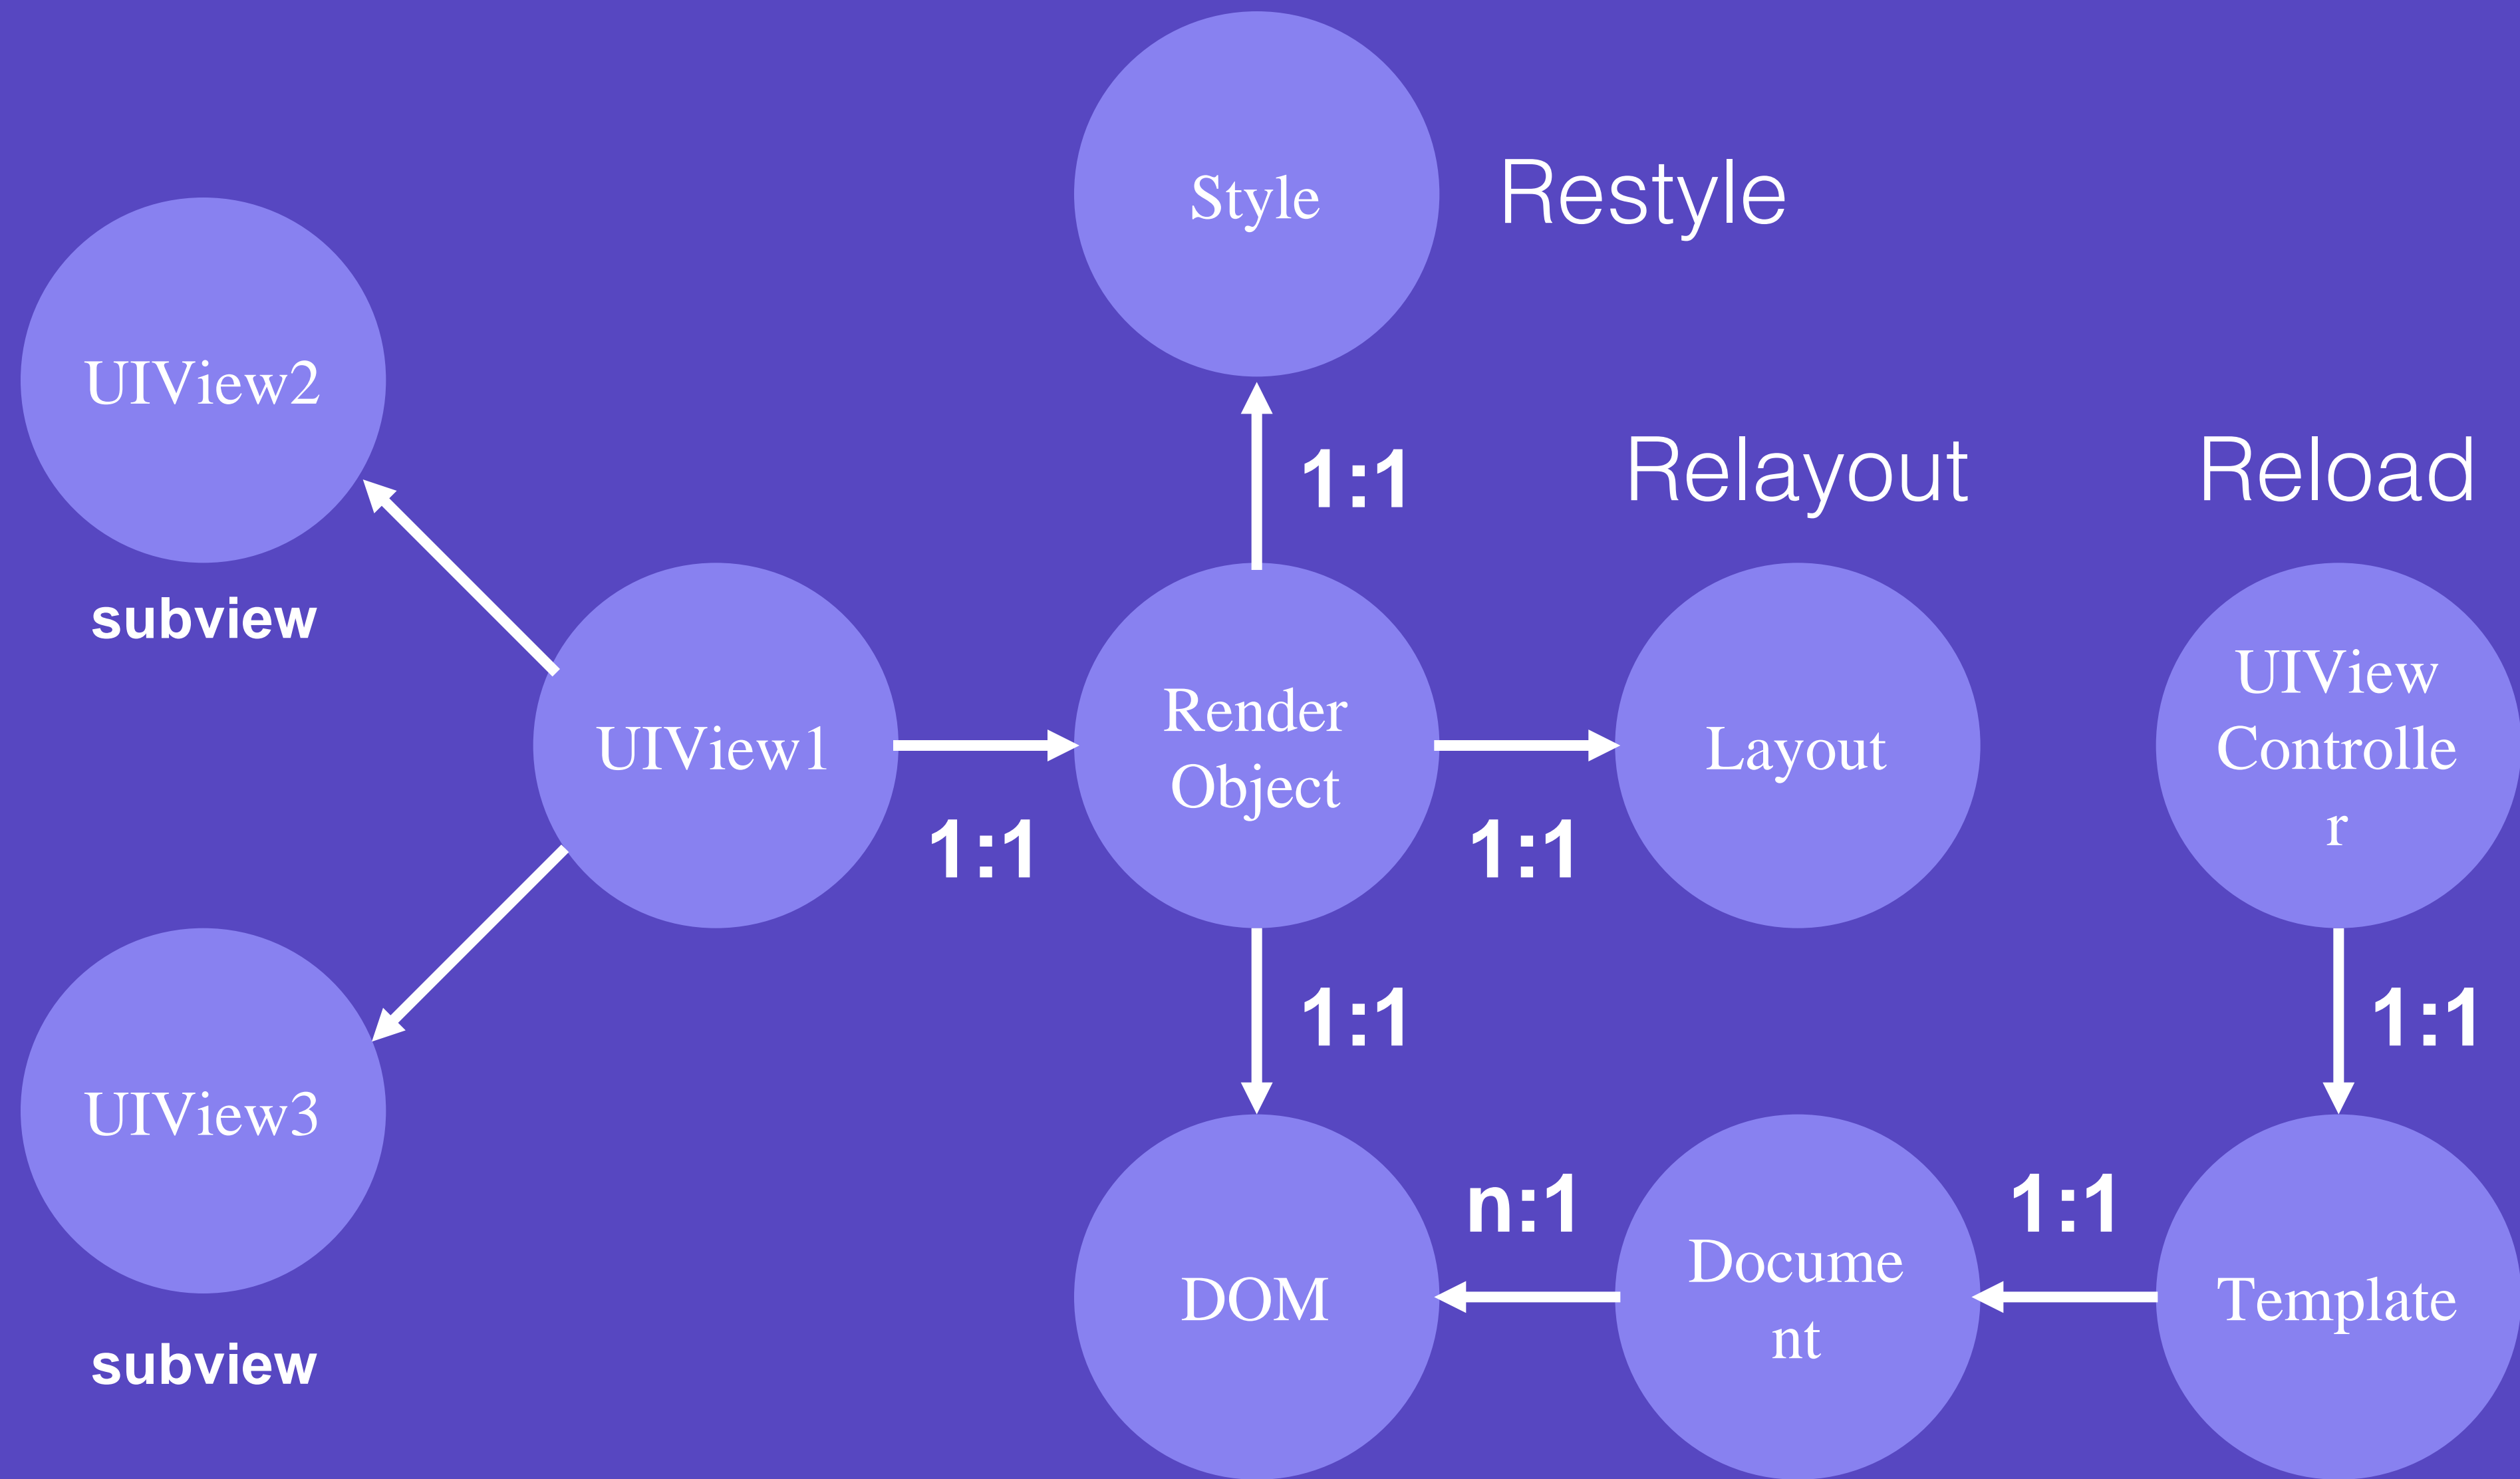 Style
Restyle
UIView2
1:1
Relayout
Reload
subview
UIView1
Render
Object
Layout
UIView
Controlle
r
1:1
1:1
1:1
1:1
UIView3
n:1
1:1
DOM
Docume
nt
Template
subview